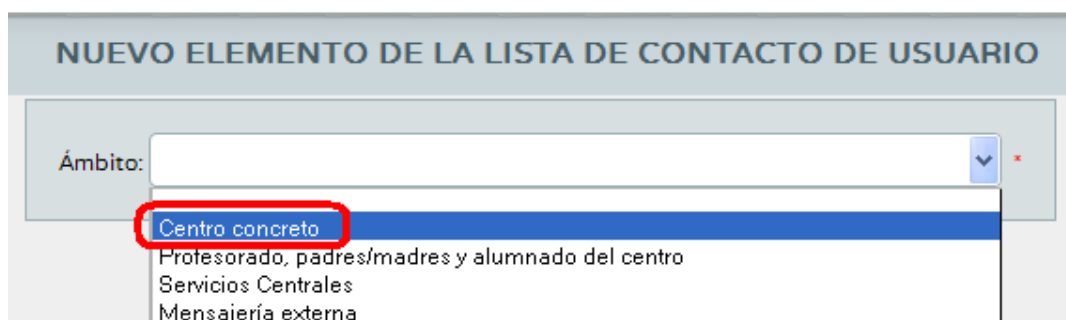 NUEVO ELEMENTO DE LA LISTA DE CONTACTO DE USUARIO
Ámbito: *
Centro concreto
Profesorado, padres/madres y alumnado del centro
Servicios Centrales
Mensajería externa